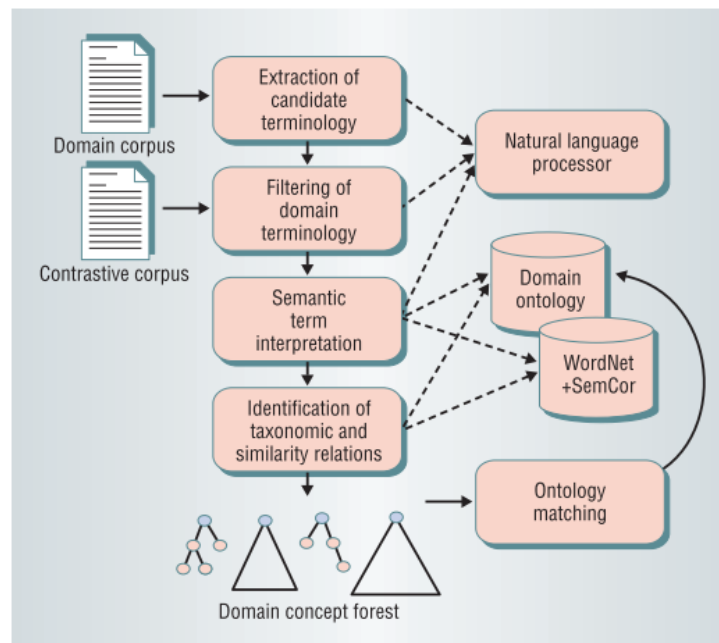 Extraction of
candidate
terminology
Domain corpus
Natural language
processor
Filtering of
domain
terminology
Contrastive corpus
Semantic
term
interpretation
Domain
ontology
WordNet
+SemCor
Identification of
taxonomic and
similarity relations
Ontology
matching
Domain concept forest